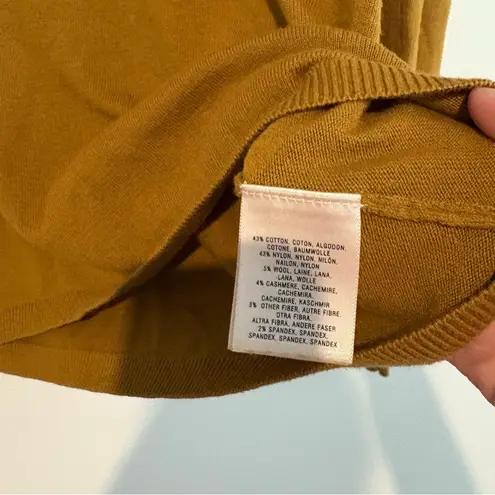 43% COTTON, COTON, ALGODON,
COTONE, BAUMWOLLE
43% NYLON, NYLON, NILÓN,
NAILON, NYLON
5% WOOL, LAINE, LANA,
LANA, WOLLE
4% CASHMERE, CACHEMIRE,
CACHEMIRA,
CACHEMIRE, KASCHMIR
3% OTHER FIBER, AUTRE FIBRE,
OTRA FIBRA,
ALTRA FIBRA, ANDERE FASER
2% SPANDEX, SPANDEX,
SPANDEX, SPANDEX, SPANDEX